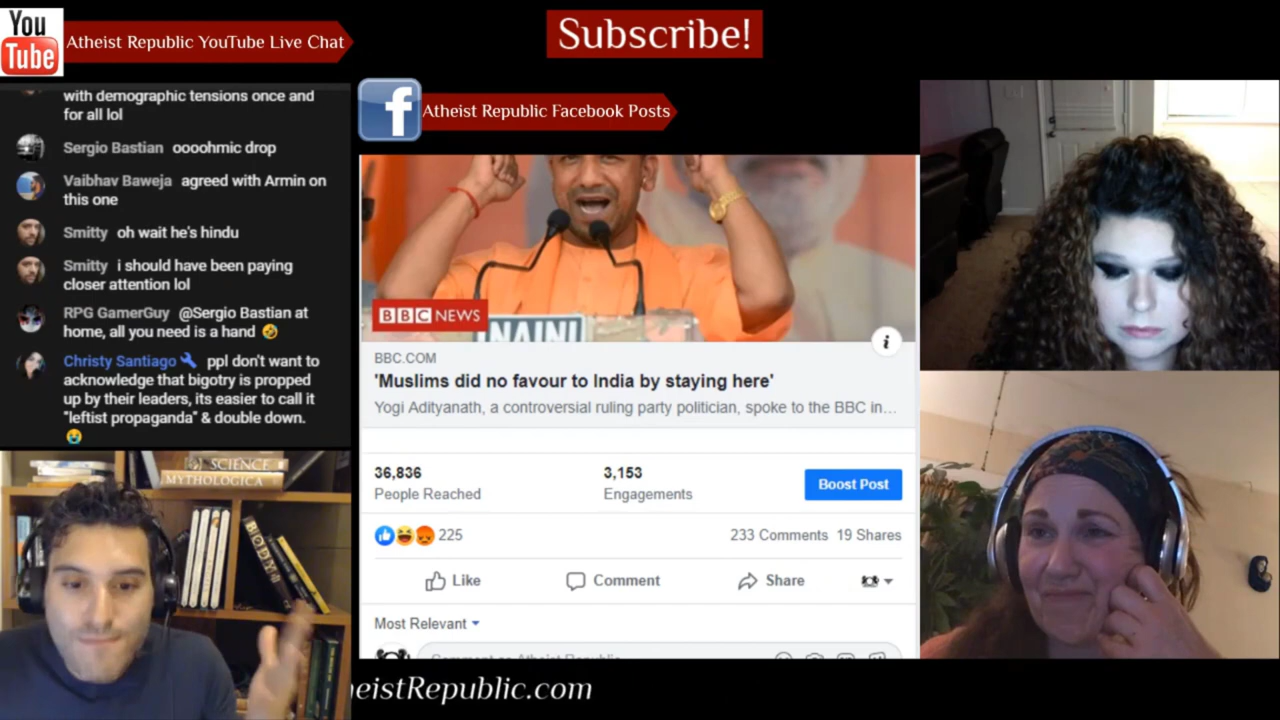 You
Tube
Atheist Republic YouTube Live Chat
Subscribe!
with demographic tensions once and
for all lol
Sergio Bastian oooohmic drop
Vaibhav Baweja agreed with Armin on
this one
Smitty oh wait he's hindu
Smitty i should have been paying
closer attention lol
RPG GamerGuy @Sergio Bastian at
home, all you need is a hand 🤣
Christy Santiago ppl don't want to
acknowledge that bigotry is propped
up by their leaders, its easier to call it
"leftist propaganda" & double down.
😭
f
Atheist Republic Facebook Posts
BBC NEWS
NAINI
i
BBC.COM
'Muslims did no favour to India by staying here'
Yogi Adityanath, a controversial ruling party politician, spoke to the BBC in…
36,836
People Reached
3,153
Engagements
Boost Post
225
233 Comments 19 Shares
Like
Comment
Share
Most Relevant
Comment as Atheist Republic
SCIENCE
MYTHOLOGICA
BODY
heistRepublic.com